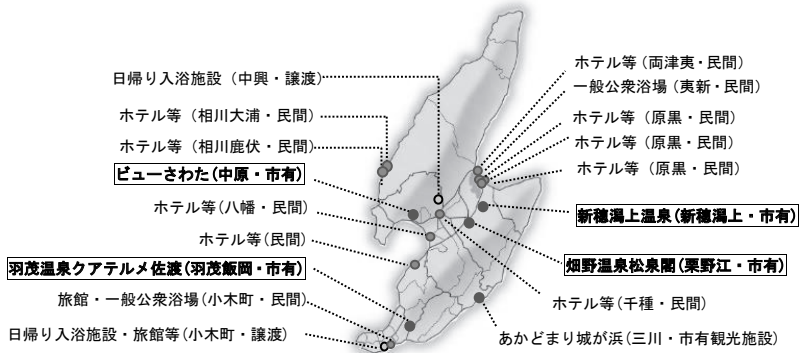 日帰り入浴施設（中興・譲渡）
ホテル等（相川大浦・民間）
ホテル等（相川鹿伏・民間）
ビューさわた（中原・市有）
ホテル等（八幡・民間）
ホテル等（民間）
羽茂温泉クアテルメ佐渡（羽茂飯岡・市有）
旅館・一般公衆浴場（小木町・民間）
日帰り入浴施設・旅館等（小木町・譲渡）
ホテル等（両津夷・民間）
一般公衆浴場（夷新・民間）
ホテル等（原黒・民間）
ホテル等（原黒・民間）
ホテル等（原黒・民間）
新穂潟上温泉（新穂潟上・市有）
畑野温泉松泉閣（栗野江・市有）
ホテル等（千種・民間）
あかどまり城が浜（三川・市有観光施設）